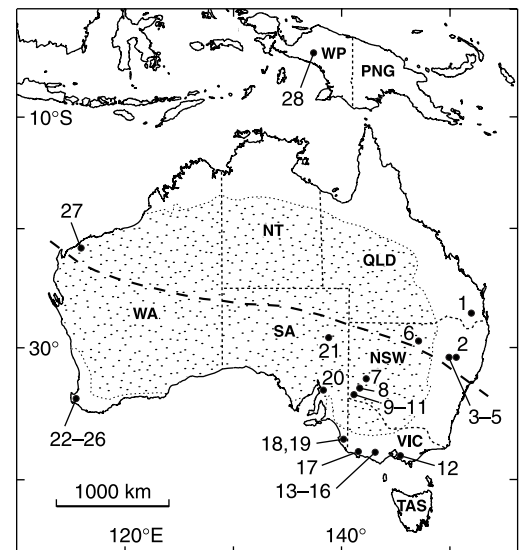 WP
PNG
28
10°S
27
NT
QLD
1
WA
SA
6
2
30°
21
NSW
7
20
8
9–11
3–5
22–26
18,19
VIC
17
12
13–16
1000 km
TAS
120°E
140°